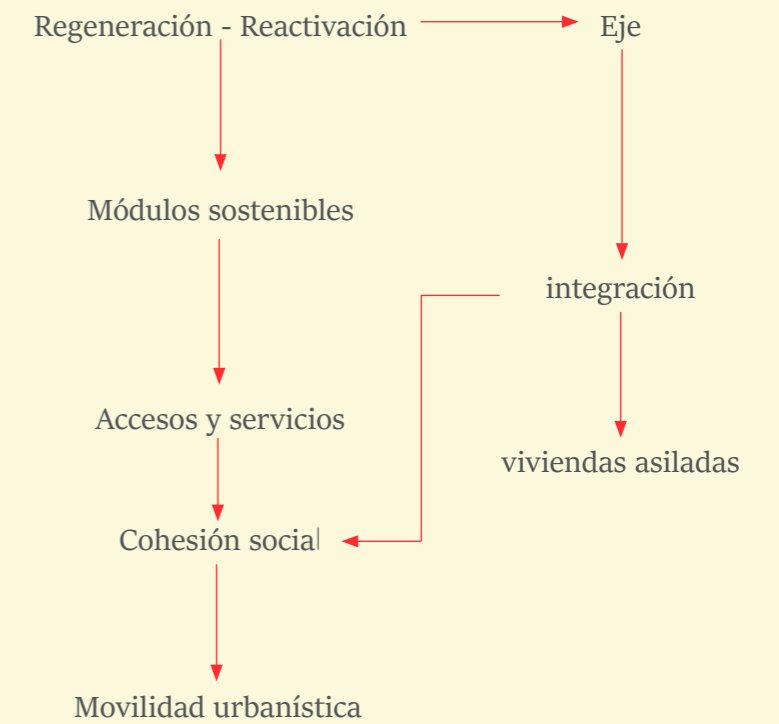 Regeneración - Reactivación
Eje
Módulos sostenibles
integración
Accesos y servicios
viviendas asiladas
Cohesión social
Movilidad urbanística